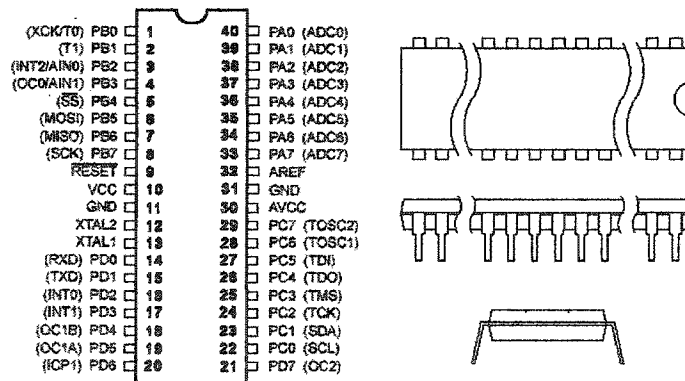 (XCK/T0) PB0 1 40 PA0 (ADC0)
(T1) PB1 2 39 PA1 (ADC1)
(INT2/AIN0) PB2 3 38 PA2 (ADC2)
(OC0/AIN1) PB3 4 37 PA3 (ADC3)
(SS) PB4 5 36 PA4 (ADC4)
(MOSI) PB5 6 35 PA5 (ADC5)
(MISO) PB6 7 34 PA6 (ADC6)
(SCK) PB7 8 33 PA7 (ADC7)
RESET 9 32 AREF
VCC 10 31 GND
GND 11 30 AVCC
XTAL2 12 29 PC7 (TOSC2)
XTAL1 13 28 PC6 (TOSC1)
(RXD) PD0 14 27 PC5 (TDI)
(TXD) PD1 15 26 PC4 (TDO)
(INT0) PD2 16 25 PC3 (TMS)
(INT1) PD3 17 24 PC2 (TCK)
(OC1B) PD4 18 23 PC1 (SDA)
(OC1A) PD5 19 22 PC0 (SCL)
(ICP1) PD6 20 21 PD7 (OC2)